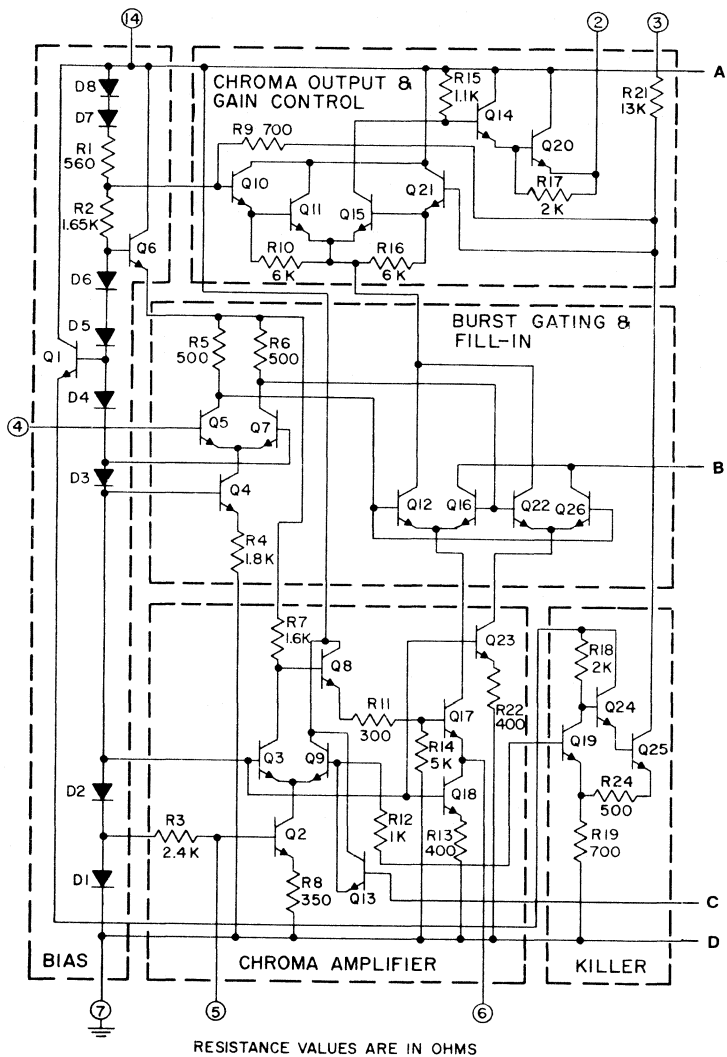 14
2
3
A
D8
D7
R1
560
R2
1.65K
Q6
D6
D5
Q1
D4
4
D3
D2
D1
BIAS
7
CHROMA OUTPUT &
GAIN CONTROL
R15
1.1K
Q14
Q20
R17
2K
R21
13K
R9 700
Q10
Q11
Q15
Q21
R10
6K
R16
6K
BURST GATING &
FILL-IN
R5
500
R6
500
Q5
Q7
Q4
R4
1.8K
B
Q12
Q16
Q22
Q26
R7
1.6K
Q8
R11
300
Q23
R22
400
Q17
R14
5K
Q3
Q9
Q18
R3
2.4K
Q2
R12
1K
R13
400
R8
350
Q13
CHROMA AMPLIFIER
R18
2K
Q24
Q19
Q25
R24
500
R19
700
KILLER
C
D
5
6
RESISTANCE VALUES ARE IN OHMS